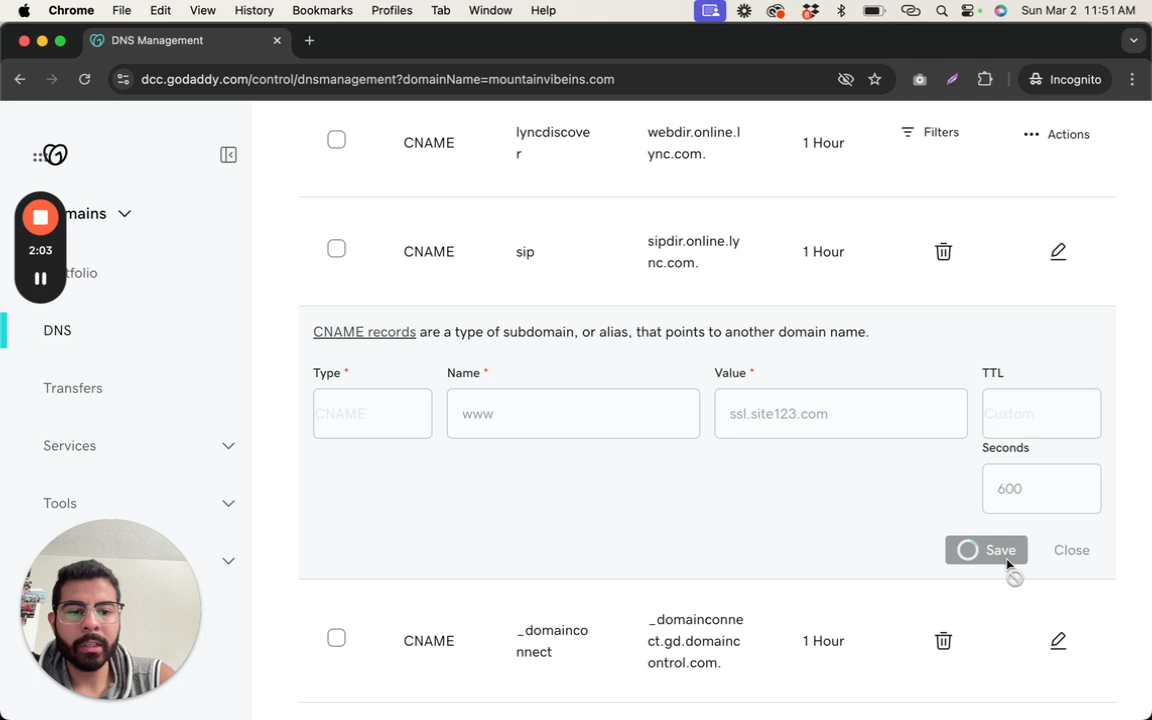 Chrome File Edit View History Bookmarks Profiles Tab Window Help Sun Mar 2 11:51 AM
DNS Management
dcc.godaddy.com/control/dnsmanagement?domainName=mountainvibeins.com Incognito
CNAME lyncdiscove webdir.online.l 1 Hour Filters Actions
r ync.com.
mains
2:03
tfolio
DNS
Transfers
Services
Tools
CNAME sip sipdir.online.ly 1 Hour
nc.com.
CNAME records are a type of subdomain, or alias, that points to another domain name.
Type * Name * Value * TTL
CNAME www ssl.site123.com Custom
Seconds
600
Save Close
CNAME _domainco _domainconne 1 Hour
nnect ct.gd.domainc
ontrol.com.